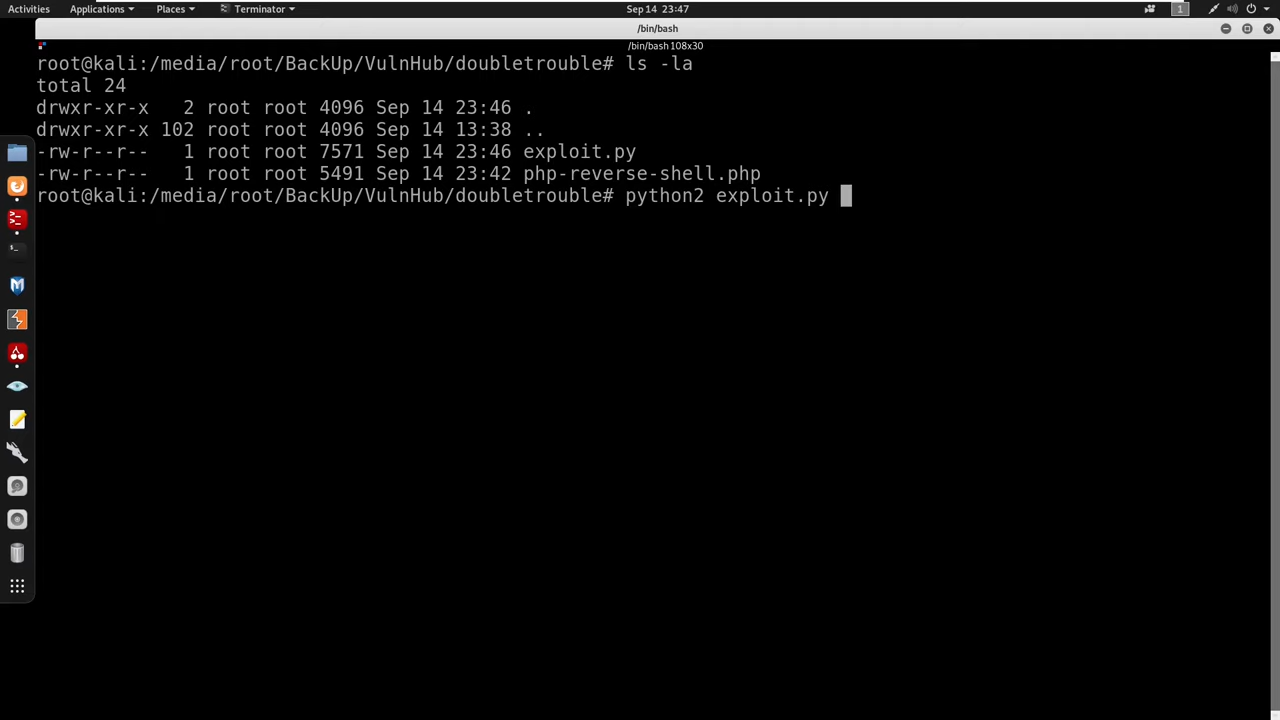 Activities Applications Places Terminator Sep 14 23:47 1
/bin/bash
/bin/bash 108x30
root@kali:/media/root/BackUp/VulnHub/doubletrouble# ls -la
total 24
drwxr-xr-x   2 root root 4096 Sep 14 23:46 .
drwxr-xr-x 102 root root 4096 Sep 14 13:38 ..
-rw-r--r--   1 root root 7571 Sep 14 23:46 exploit.py
-rw-r--r--   1 root root 5491 Sep 14 23:42 php-reverse-shell.php
root@kali:/media/root/BackUp/VulnHub/doubletrouble# python2 exploit.py